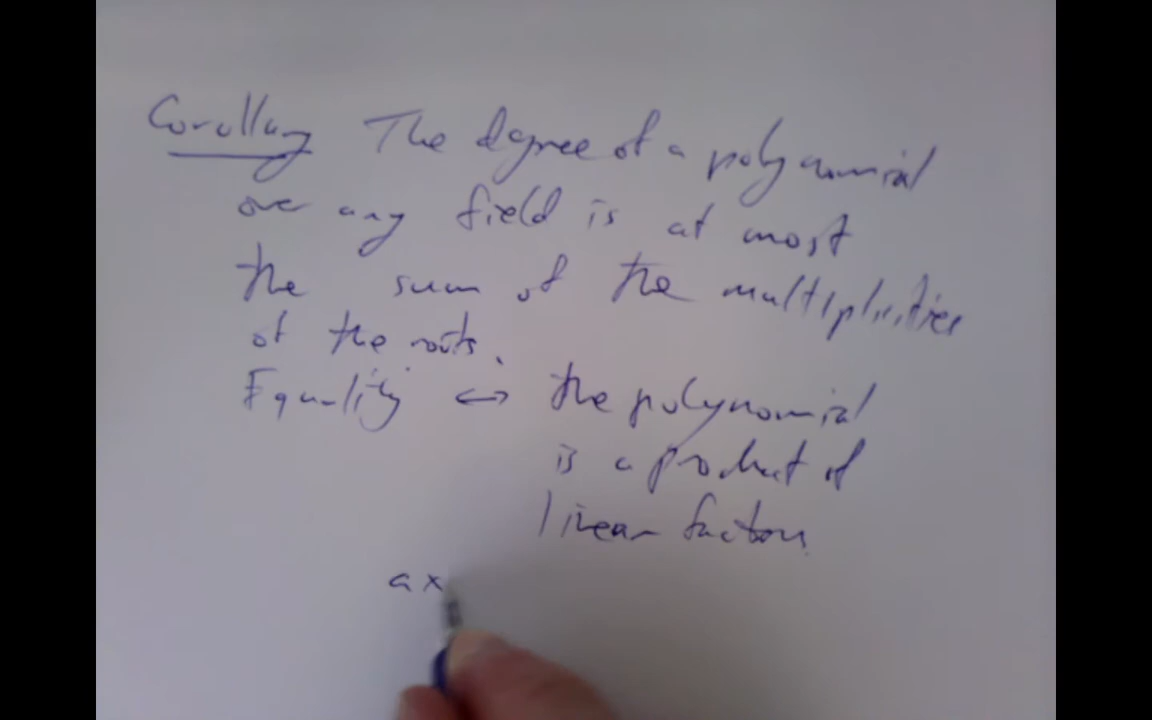 Corollary The degree of a polynomial
over any field is at most
the sum of the multiplicities
of the roots.
Equality ↔ the polynomial
is a product of
linear factors.
ax